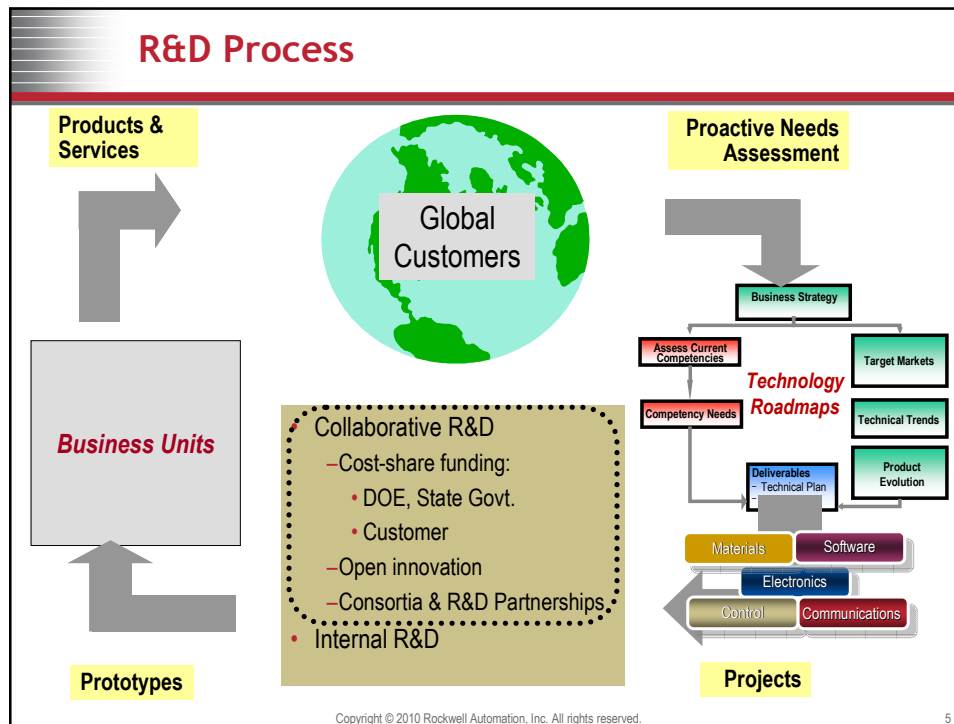 R&D Process
Products &
Services
Global
Customers
Proactive Needs
Assessment
Business Strategy
Assess Current
Competencies
Target Markets
Technology
Roadmaps
Competency Needs
Technical Trends
Product
Evolution
Deliverables
– Technical Plan
–
Business Units
• Collaborative R&D
–Cost-share funding:
• DOE, State Govt.
• Customer
–Open innovation
–Consortia & R&D Partnerships
• Internal R&D
Materials
Software
Electronics
Control
Communications
Prototypes
Projects
Copyright © 2010 Rockwell Automation, Inc. All rights reserved.
5